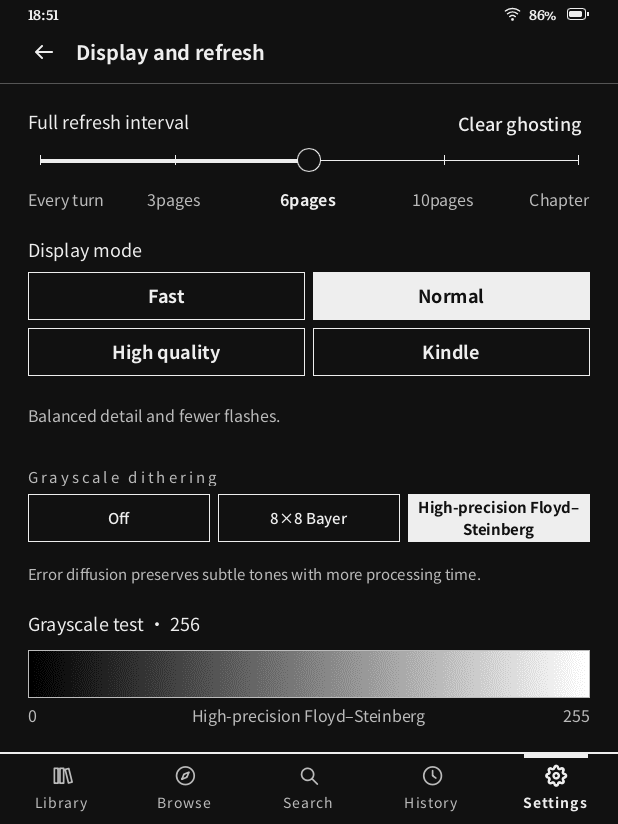 18:51
86%
Display and refresh
Full refresh interval
Clear ghosting
Every turn
3pages
6pages
10pages
Chapter
Display mode
Fast
Normal
High quality
Kindle
Balanced detail and fewer flashes.
Grayscale dithering
Off
8×8 Bayer
High-precision Floyd–
Steinberg
Error diffusion preserves subtle tones with more processing time.
Grayscale test · 256
0
High-precision Floyd–Steinberg
255
Library
Browse
Search
History
Settings